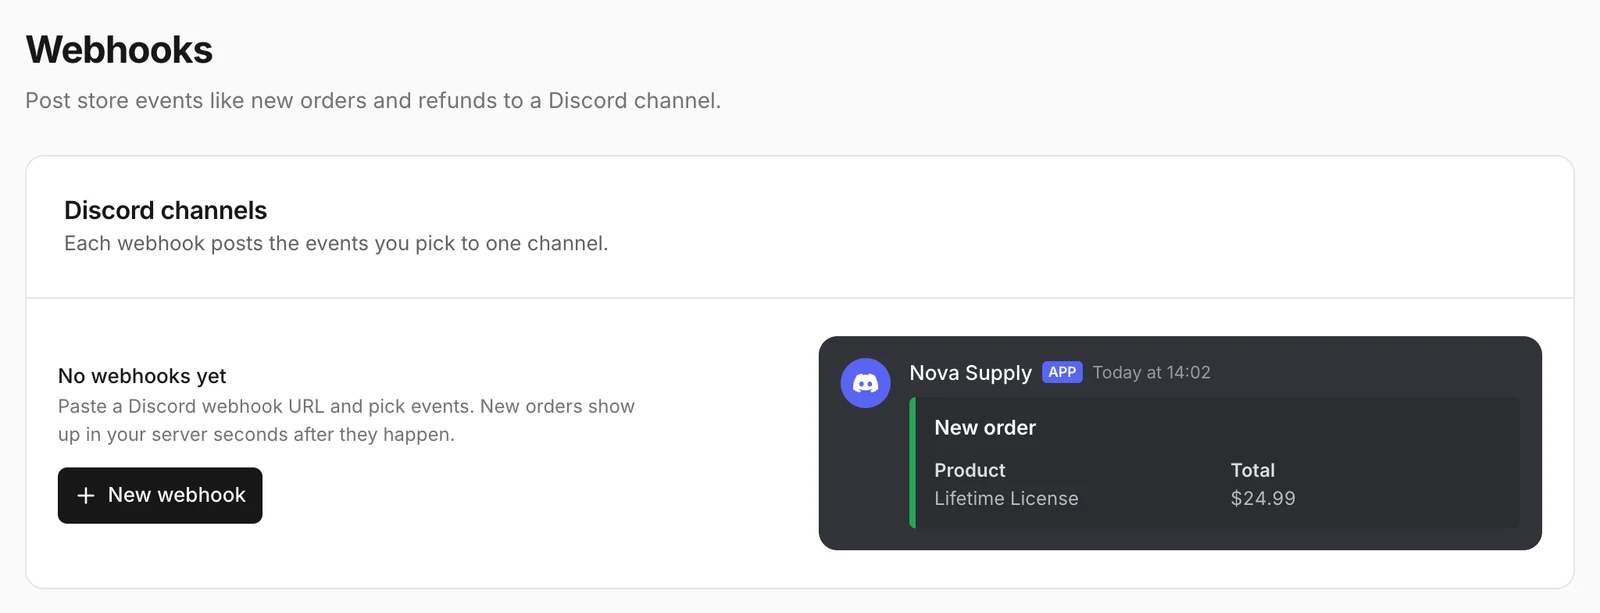 Webhooks
Post store events like new orders and refunds to a Discord channel.
Discord channels
Each webhook posts the events you pick to one channel.
No webhooks yet
Paste a Discord webhook URL and pick events. New orders show
up in your server seconds after they happen.
+ New webhook
Nova Supply APP Today at 14:02
New order
Product Total
Lifetime License $24.99